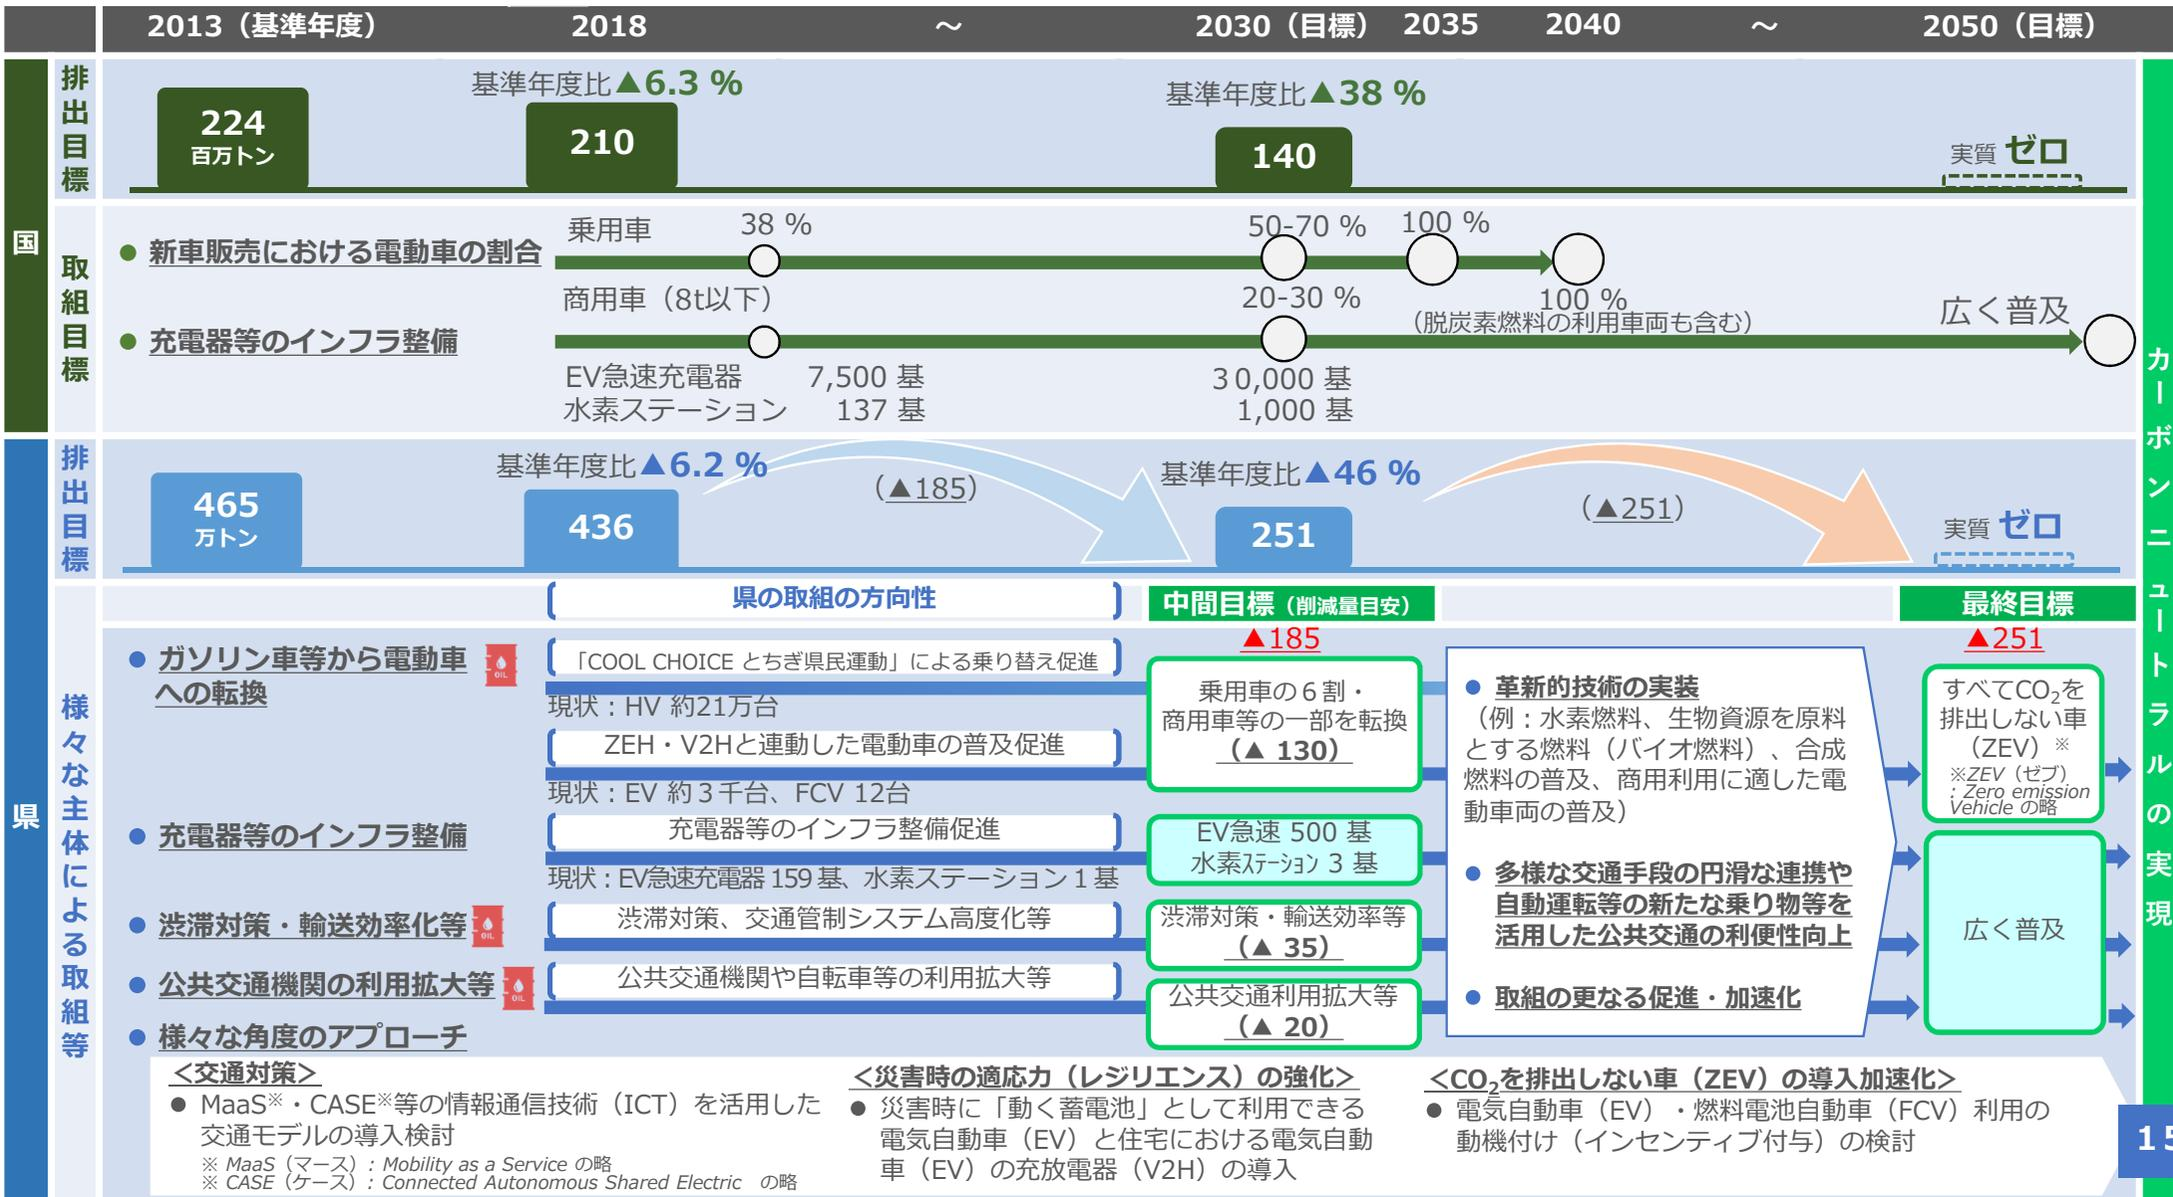 2013（基準年度） 2018 ～ 2030（目標） 2035 2040 ～ 2050（目標）
国
排出目標
基準年度比▲6.3 %
基準年度比▲38 %
224
百万トン
210
140
実質 ゼロ
取組目標
● 新車販売における電動車の割合
乗用車 38 % 50-70 % 100 %
商用車（8t以下） 20-30 % 100 %
（脱炭素燃料の利用車両も含む）
広く普及
● 充電器等のインフラ整備
EV急速充電器 7,500 基 30,000 基
水素ステーション 137 基 1,000 基
県
排出目標
基準年度比▲6.2 %
（▲185）
基準年度比▲46 %
（▲251）
465
万トン
436
251
実質 ゼロ
様々な主体による取組等
県の取組の方向性
中間目標（削減量目安）
最終目標
▲185
▲251
● ガソリン車等から電動車
への転換
OIL
「COOL CHOICE とちぎ県民運動」による乗り替え促進
現状：HV 約21万台
ZEH・V2Hと連動した電動車の普及促進
現状：EV 約３千台、FCV 12台
乗用車の６割・
商用車等の一部を転換
（▲ 130）
● 充電器等のインフラ整備
充電器等のインフラ整備促進
現状：EV急速充電器 159 基、水素ステーション 1 基
EV急速 500 基
水素ｽﾃｰｼｮﾝ 3 基
● 渋滞対策・輸送効率化等
OIL
渋滞対策、交通管制システム高度化等
渋滞対策・輸送効率等
（▲ 35）
● 公共交通機関の利用拡大等
OIL
公共交通機関や自転車等の利用拡大等
公共交通利用拡大等
（▲ 20）
● 革新的技術の実装
（例：水素燃料、生物資源を原料
とする燃料（バイオ燃料）、合成
燃料の普及、商用利用に適した電
動車両の普及）
● 多様な交通手段の円滑な連携や
自動運転等の新たな乗り物等を
活用した公共交通の利便性向上
● 取組の更なる促進・加速化
すべてCO2を
排出しない車
（ZEV）※
※ZEV（ゼブ）
: Zero emission
Vehicle の略
広く普及
● 様々な角度のアプローチ
＜交通対策＞
● MaaS※・CASE※等の情報通信技術（ICT）を活用した
交通モデルの導入検討
※ MaaS（マース）: Mobility as a Service の略
※ CASE（ケース）: Connected Autonomous Shared Electric の略
＜災害時の適応力（レジリエンス）の強化＞
● 災害時に「動く蓄電池」として利用できる
電気自動車（EV）と住宅における電気自動
車（EV）の充放電器（V2H）の導入
＜CO2を排出しない車（ZEV）の導入加速化＞
● 電気自動車（EV）・燃料電池自動車（FCV）利用の
動機付け（インセンティブ付与）の検討
カーボンニュートラルの実現
15